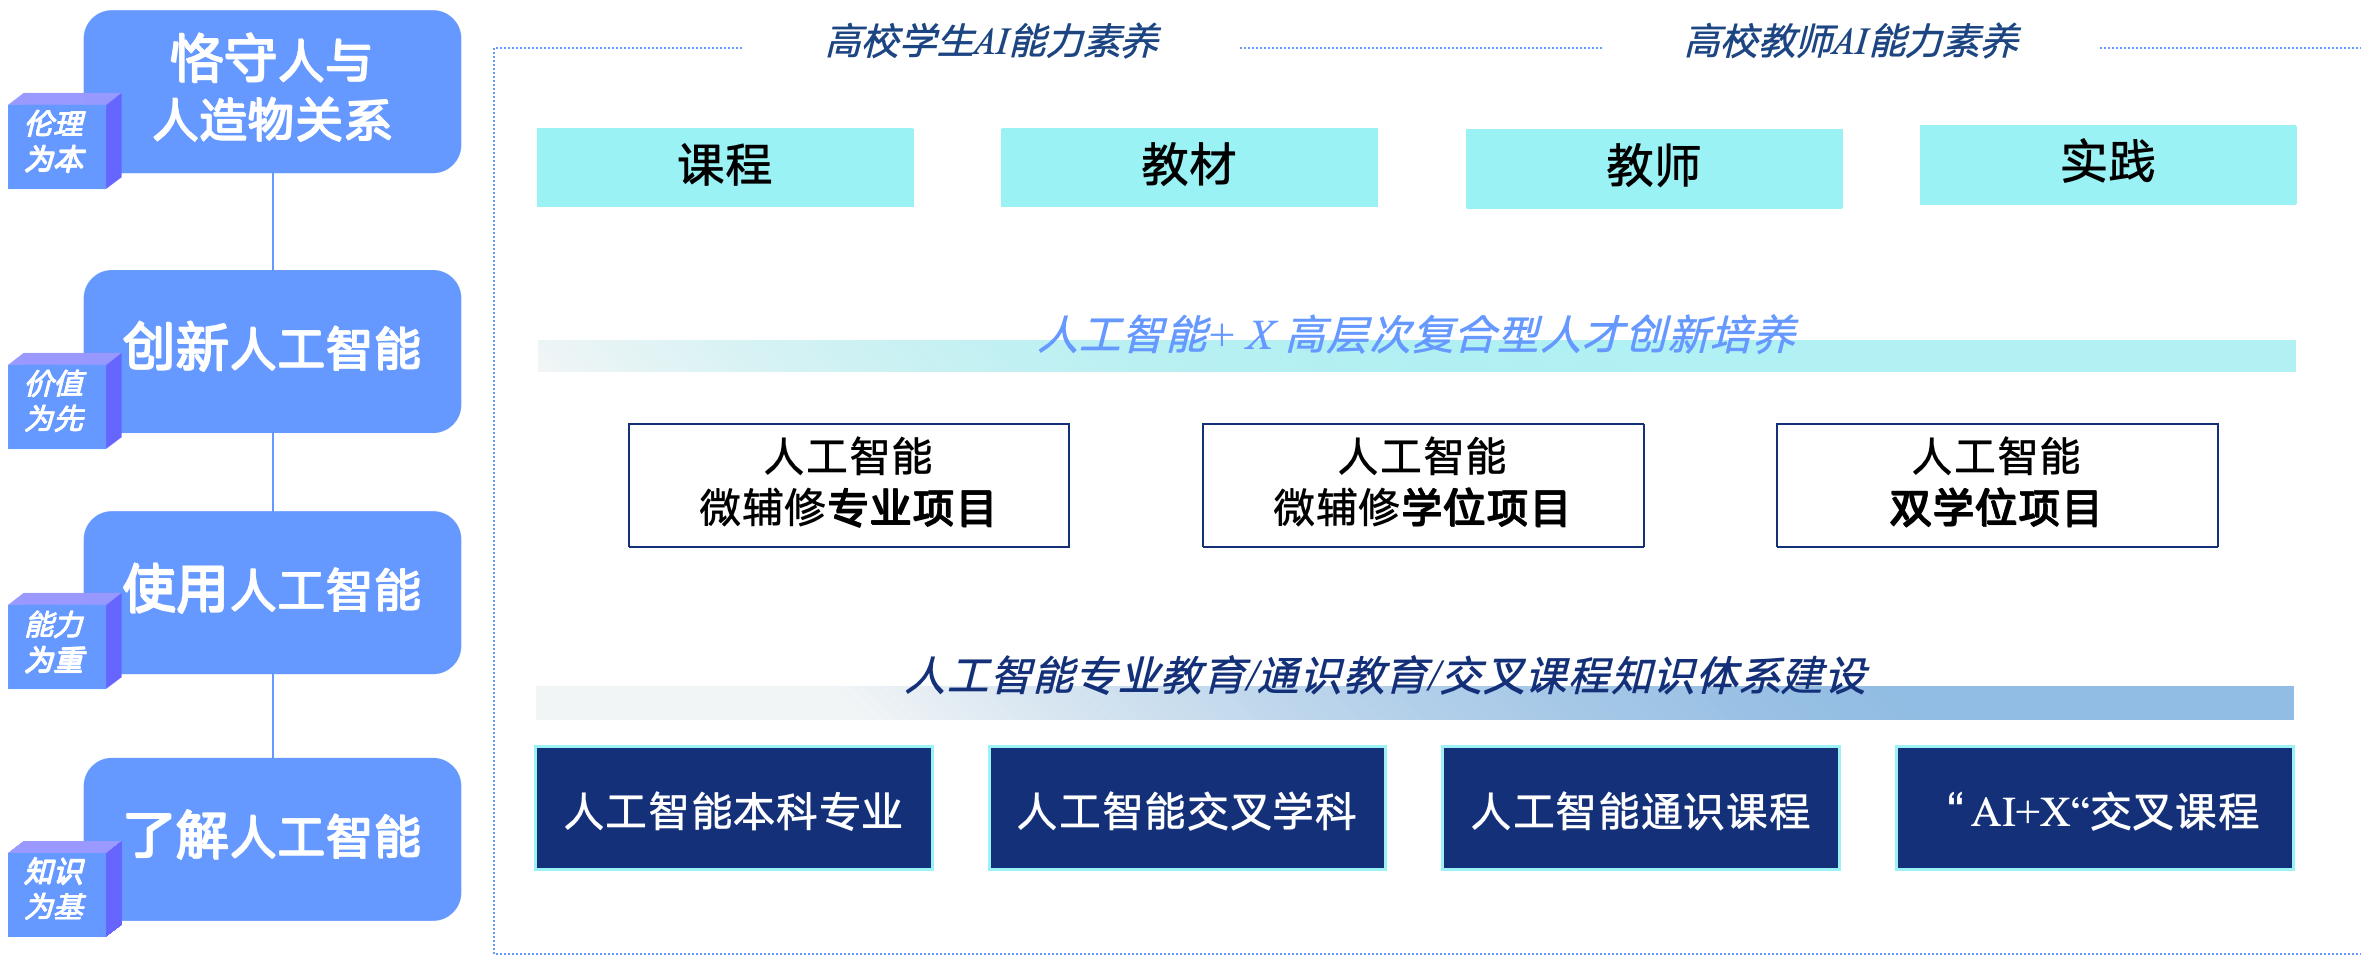 恪守人与
人造物关系
伦理
为本
创新人工智能
价值
为先
使用人工智能
能力
为重
了解人工智能
知识
为基
高校学生AI能力素养
高校教师AI能力素养
课程
教材
教师
实践
人工智能+ X 高层次复合型人才创新培养
人工智能
微辅修专业项目
人工智能
微辅修学位项目
人工智能
双学位项目
人工智能专业教育/通识教育/交叉课程知识体系建设
人工智能本科专业
人工智能交叉学科
人工智能通识课程
“ AI+X“交叉课程